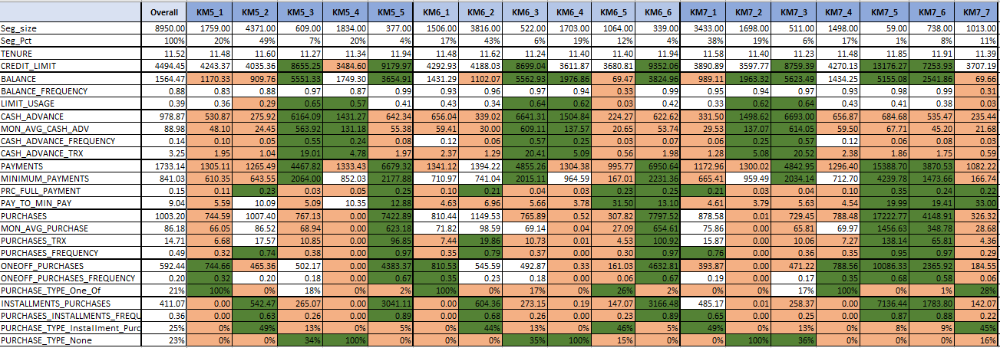 Overall KM5_1 KM5_2 KM5_3 KM5_4 KM5_5 KM6_1 KM6_2 KM6_3 KM6_4 KM6_5 KM6_6 KM7_1 KM7_2 KM7_3 KM7_4 KM7_5 KM7_6 KM7_7
Seg_size 8950.00 1759.00 4371.00 609.00 1834.00 377.00 1506.00 3816.00 522.00 1703.00 1064.00 339.00 3433.00 1698.00 511.00 1498.00 59.00 738.00 1013.00
Seg_Pct 100% 20% 49% 7% 20% 4% 17% 43% 6% 19% 12% 4% 38% 19% 6% 17% 1% 8% 11%
TENURE 11.52 11.48 11.60 11.27 11.34 11.94 11.48 11.62 11.24 11.40 11.40 11.94 11.58 11.40 11.23 11.48 11.85 11.91 11.39
CREDIT_LIMIT 4494.45 4243.37 4035.36 8655.25 3484.60 9179.97 4292.93 4188.03 8699.04 3611.87 3680.81 9352.06 3890.89 3597.77 8759.39 4270.13 13176.27 7253.93 3707.19
BALANCE 1564.47 1170.33 909.76 5551.33 1749.30 3654.91 1431.29 1102.07 5562.93 1976.86 69.47 3824.96 989.11 1963.32 5623.49 1434.25 5155.08 2541.86 69.66
BALANCE_FREQUENCY 0.88 0.83 0.88 0.97 0.87 0.99 0.93 0.96 0.97 0.94 0.33 0.99 0.95 0.94 0.97 0.93 0.98 0.99 0.31
LIMIT_USAGE 0.39 0.36 0.29 0.65 0.57 0.41 0.43 0.34 0.64 0.62 0.03 0.42 0.33 0.62 0.64 0.43 0.41 0.38 0.03
CASH_ADVANCE 978.87 530.87 275.92 6164.09 1431.27 642.34 656.04 339.02 6641.31 1504.84 224.27 622.62 331.50 1498.62 6693.00 656.87 684.68 535.47 235.44
MON_AVG_CASH_ADV 88.98 48.10 24.45 563.92 131.18 55.38 59.41 30.00 609.11 137.57 20.65 53.74 29.53 137.07 614.05 59.50 67.71 45.20 21.68
CASH_ADVANCE_FREQUENCY 0.14 0.10 0.05 0.55 0.24 0.08 0.12 0.06 0.57 0.25 0.03 0.07 0.06 0.25 0.57 0.12 0.06 0.08 0.03
CASH_ADVANCE_TRX 3.25 1.95 1.04 19.01 4.78 1.97 2.37 1.29 20.41 5.09 0.56 1.98 1.28 5.08 20.52 2.38 1.86 1.75 0.59
PAYMENTS 1733.14 1305.11 1265.49 4467.82 1333.43 6679.32 1341.12 1394.22 4855.26 1304.38 995.77 6950.64 1172.96 1300.02 4842.95 1296.40 15388.70 3870.53 1082.22
MINIMUM_PAYMENTS 841.03 610.35 643.55 2064.00 852.03 2177.88 710.97 741.04 2015.11 964.59 167.01 2231.36 665.41 959.49 2034.14 712.70 4239.78 1473.66 166.74
PRC_FULL_PAYMENT 0.15 0.11 0.23 0.03 0.05 0.25 0.10 0.21 0.04 0.03 0.23 0.25 0.21 0.03 0.04 0.10 0.35 0.24 0.22
PAY_TO_MIN_PAY 9.04 5.59 10.09 5.09 10.35 12.88 4.63 6.96 5.66 3.78 31.50 13.10 4.61 3.79 5.63 4.54 19.99 19.41 33.00
PURCHASES 1003.20 744.59 1007.40 767.13 0.00 7422.89 810.44 1149.53 765.89 0.52 307.82 7797.52 878.58 0.01 729.45 788.48 17222.77 4148.91 326.32
MON_AVG_PURCHASE 86.18 66.05 86.52 68.94 0.00 623.18 71.82 98.59 69.14 0.04 27.09 654.61 75.86 0.00 65.81 69.97 1456.63 348.78 28.68
PURCHASES_TRX 14.71 6.68 17.57 10.85 0.00 96.85 7.44 19.86 10.73 0.01 4.53 100.92 15.87 0.00 10.06 7.27 138.14 65.81 4.36
PURCHASES_FREQUENCY 0.49 0.32 0.74 0.38 0.00 0.97 0.35 0.79 0.37 0.00 0.30 0.97 0.76 0.00 0.36 0.35 0.95 0.97 0.29
ONEOFF_PURCHASES 592.44 744.66 465.36 502.17 0.00 4383.37 810.53 545.59 492.87 0.33 161.03 4632.81 393.87 0.00 471.22 788.56 10086.33 2365.92 184.55
ONEOFF_PURCHASES_FREQUENCY 0.20 0.32 0.20 0.18 0.00 0.67 0.35 0.23 0.18 0.00 0.06 0.67 0.19 0.00 0.17 0.35 0.68 0.58 0.06
PURCHASE_TYPE_One_Of 21% 100% 0% 18% 0% 2% 100% 0% 17% 0% 26% 2% 0% 0% 17% 100% 0% 1% 28%
INSTALLMENTS_PURCHASES 411.07 0.00 542.47 265.07 0.00 3041.11 0.00 604.36 273.15 0.19 147.07 3166.48 485.17 0.01 258.37 0.00 7136.44 1783.80 142.07
PURCHASES_INSTALLMENTS_FREQU 0.36 0.00 0.63 0.26 0.00 0.89 0.00 0.68 0.26 0.00 0.23 0.89 0.65 0.00 0.25 0.00 0.87 0.88 0.22
PURCHASE_TYPE_Installment_Purc 25% 0% 49% 13% 0% 5% 0% 44% 13% 0% 46% 5% 49% 0% 13% 0% 8% 9% 45%
PURCHASE_TYPE_None 23% 0% 0% 34% 100% 0% 0% 0% 35% 100% 15% 0% 0% 100% 36% 0% 0% 0% 16%